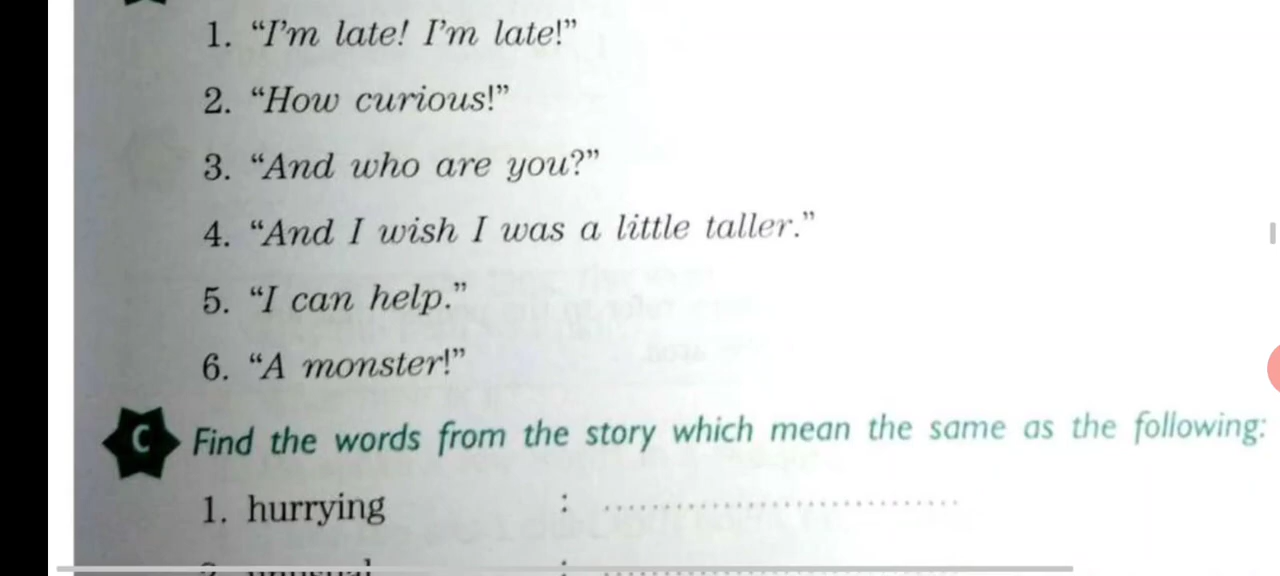 1. “I’m late! I’m late!”
2. “How curious!”
3. “And who are you?”
4. “And I wish I was a little taller.”
5. “I can help.”
6. “A monster!”
C Find the words from the story which mean the same as the following:
1. hurrying : ....................................